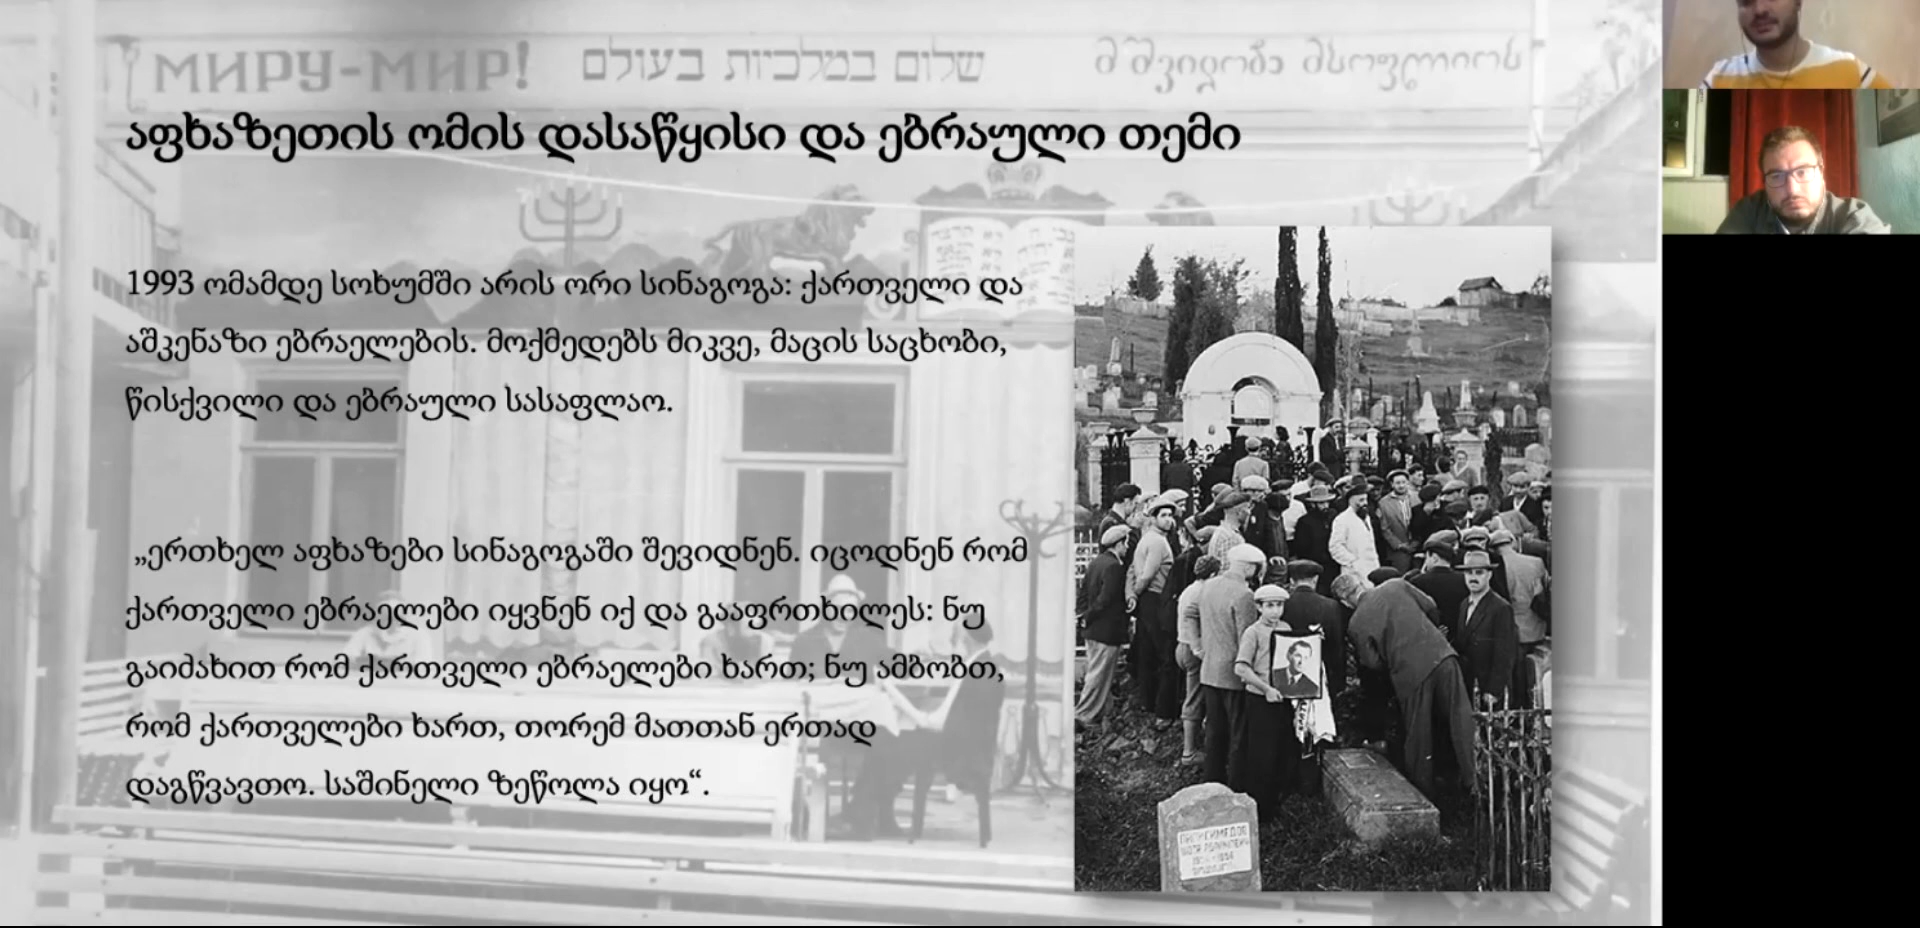 МИРУ-МИР! שלום במלכיות בעולם მშვიდობა მსოფლიოს
აფხაზეთის ომის დასაწყისი და ებრაული თემი
1993 ომამდე სოხუმში არის ორი სინაგოგა: ქართველი და
აშკენაზი ებრაელების. მოქმედებს მიკვე, მაცის საცხობი,
წისქვილი და ებრაული სასაფლაო.
„ერთხელ აფხაზები სინაგოგაში შევიდნენ. იცოდნენ რომ
ქართველი ებრაელები იყვნენ იქ და გააფრთხილეს: ნუ
გაიძახით რომ ქართველი ებრაელები ხართ; ნუ ამბობთ,
რომ ქართველები ხართ, თორემ მათთან ერთად
დაგწვავთო. საშინელი ზეწოლა იყო“.